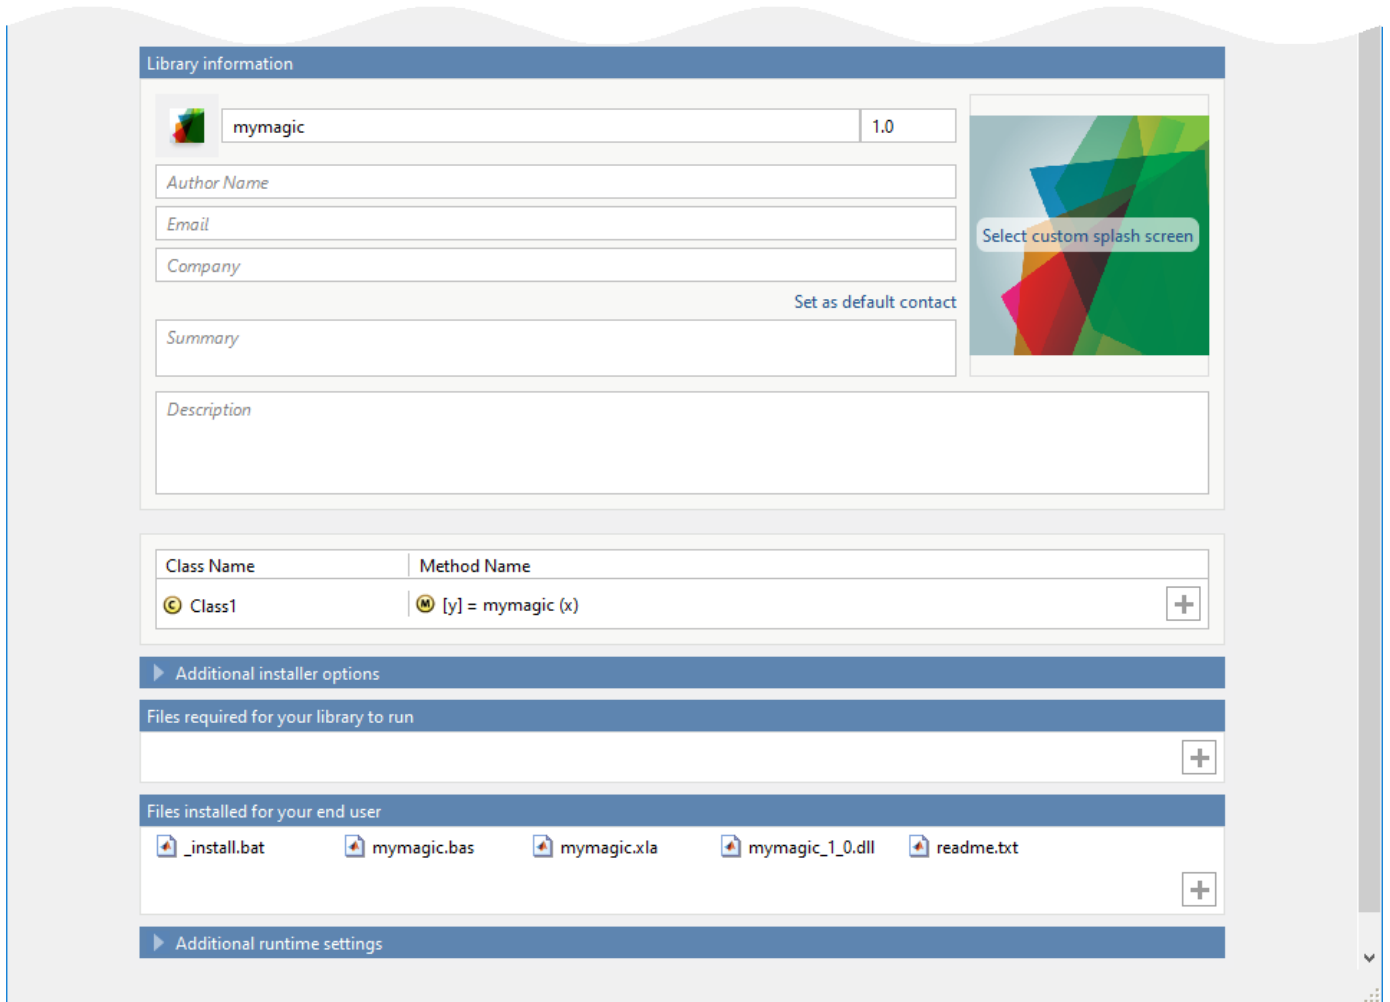 Library information
mymagic 1.0
Author Name
Email
Select custom splash screen
Company
Set as default contact
Summary
Description
Class Name Method Name
C Class1 M [y] = mymagic (x)
Additional installer options
Files required for your library to run
Files installed for your end user
_install.bat mymagic.bas mymagic.xla mymagic_1_0.dll readme.txt
Additional runtime settings